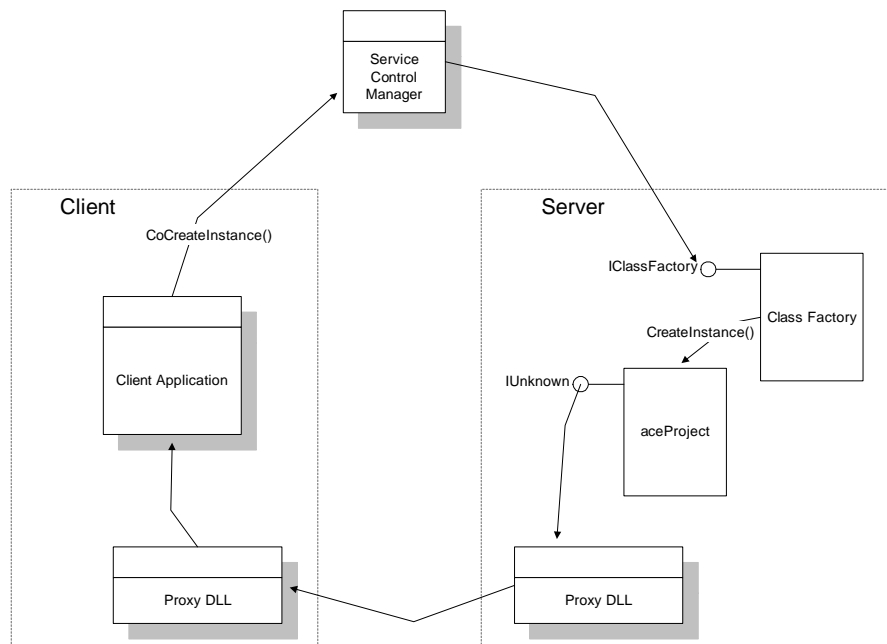 Service
Control
Manager
Client
Server
CoCreateInstance()
IClassFactory
Class Factory
CreateInstance()
Client Application
IUnknown
aceProject
Proxy DLL
Proxy DLL